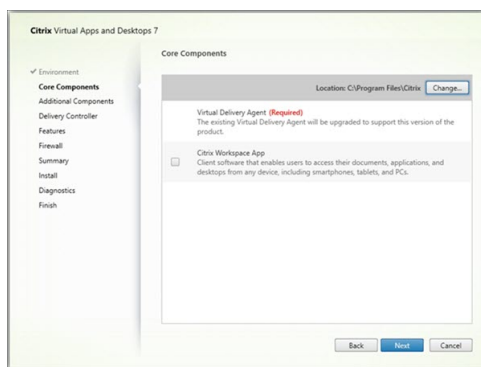 Citrix Virtual Apps and Desktops 7
Core Components
✓ Environment
Core Components
Additional Components
Delivery Controller
Features
Firewall
Summary
Install
Diagnostics
Finish
Location: C:\Program Files\Citrix Change...
Virtual Delivery Agent (Required)
The existing Virtual Delivery Agent will be upgraded to support this version of the
product.
Citrix Workspace App
Client software that enables users to access their documents, applications, and
desktops from any device, including smartphones, tablets, and PCs.
Back Next Cancel